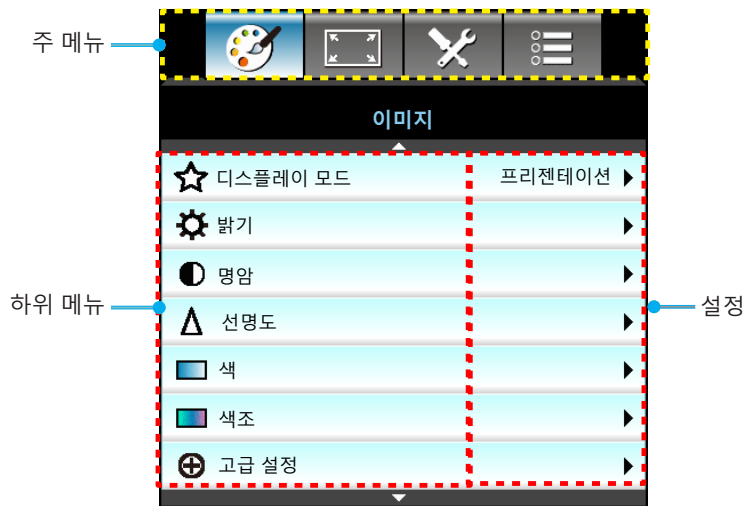 주 메뉴
이미지
디스플레이 모드 프리젠테이션
밝기
명암
하위 메뉴
선명도
설정
색
색조
고급 설정